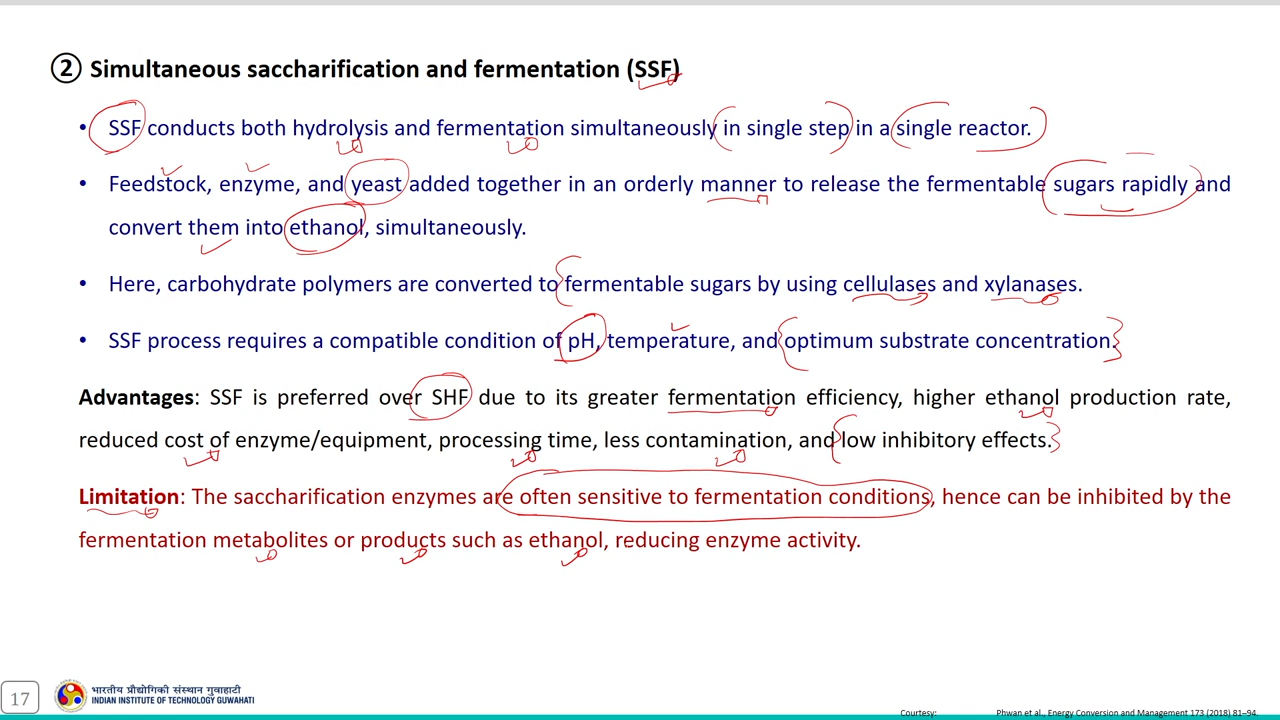 ② Simultaneous saccharification and fermentation (SSF)
• SSF conducts both hydrolysis and fermentation simultaneously in single step in a single reactor.
• Feedstock, enzyme, and yeast added together in an orderly manner to release the fermentable sugars rapidly and
convert them into ethanol, simultaneously.
• Here, carbohydrate polymers are converted to fermentable sugars by using cellulases and xylanases.
• SSF process requires a compatible condition of pH, temperature, and optimum substrate concentration.
Advantages: SSF is preferred over SHF due to its greater fermentation efficiency, higher ethanol production rate,
reduced cost of enzyme/equipment, processing time, less contamination, and low inhibitory effects.
Limitation: The saccharification enzymes are often sensitive to fermentation conditions, hence can be inhibited by the
fermentation metabolites or products such as ethanol, reducing enzyme activity.
17
भारतीय प्रौद्योगिकी संस्थान गुवाहाटी
INDIAN INSTITUTE OF TECHNOLOGY GUWAHATI
Courtesy: Phwan et al., Energy Conversion and Management 173 (2018) 81–94.